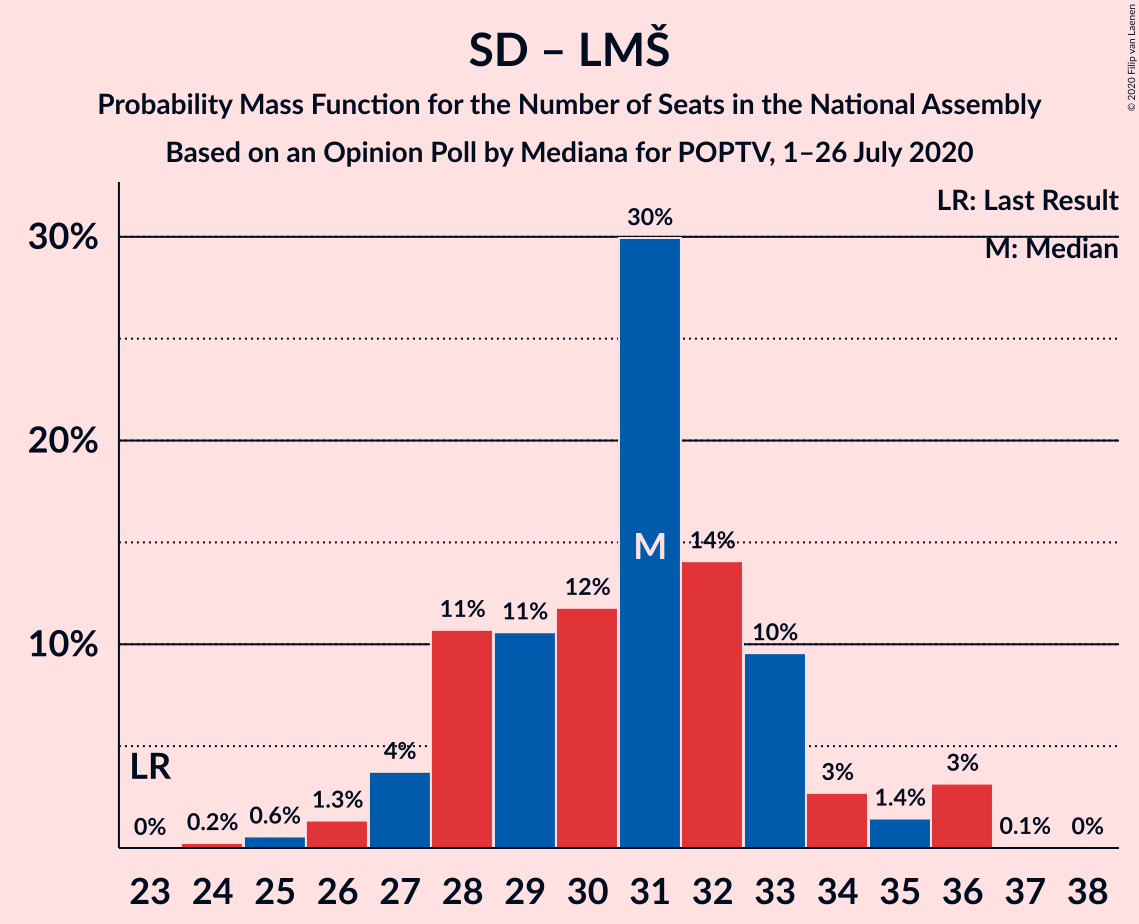 SD – LMŠ
Probability Mass Function for the Number of Seats in the National Assembly
Based on an Opinion Poll by Mediana for POPTV, 1–26 July 2020
© 2020 Filip van Laenen
LR: Last Result
M: Median
30%
20%
10%
LR
M
0%
0.2%
0.6%
1.3%
4%
11%
11%
12%
30%
14%
10%
3%
1.4%
3%
0.1%
0%
23 24 25 26 27 28 29 30 31 32 33 34 35 36 37 38